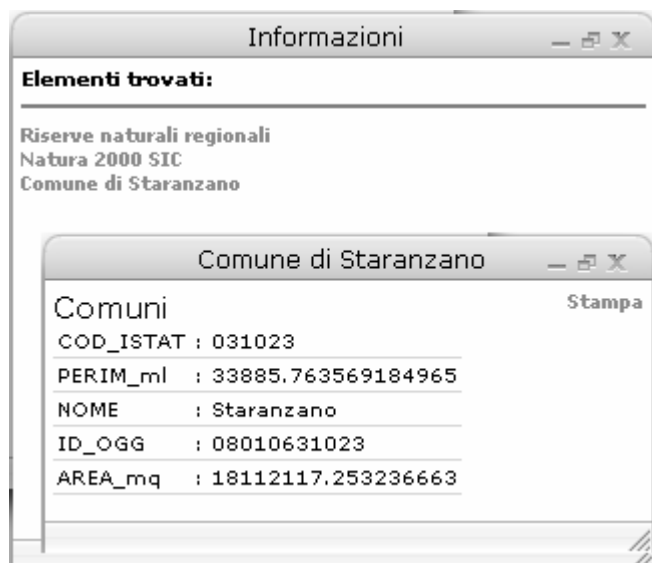 Informazioni
Elementi trovati:
Riserve naturali regionali
Natura 2000 SIC
Comune di Staranzano
Comune di Staranzano
Comuni
Stampa
COD_ISTAT : 031023
PERIM_ml : 33885.763569184965
NOME : Staranzano
ID_OGG : 08010631023
AREA_mq : 18112117.253236663